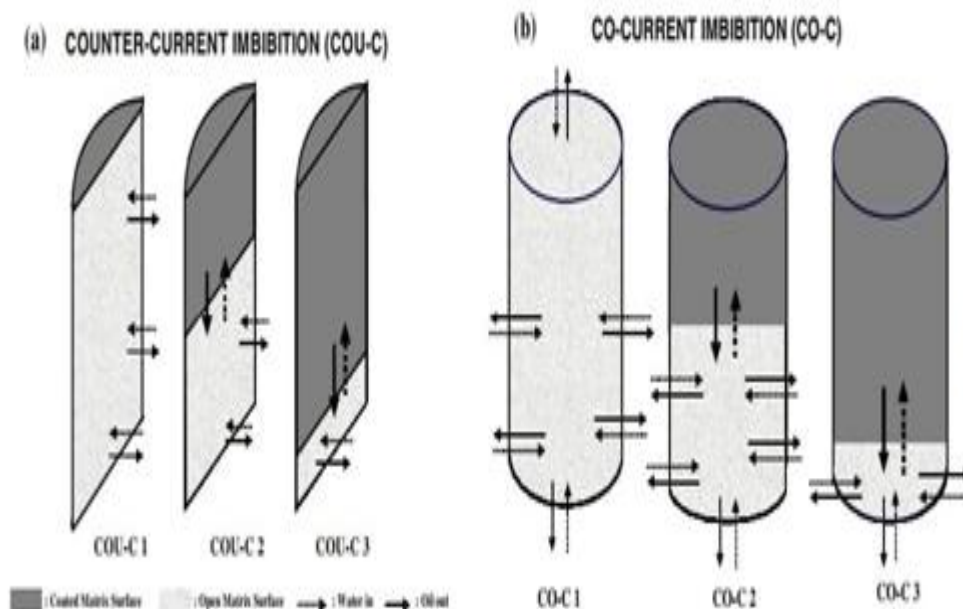 (a) COUNTER-CURRENT IMBIBITION (COU-C)
(b) CO-CURRENT IMBIBITION (CO-C)
COU-C 1
COU-C 2
COU-C 3
CO-C 1
CO-C 2
CO-C 3
: Coated Matrix Surface : Open Matrix Surface : Water in : Oil out